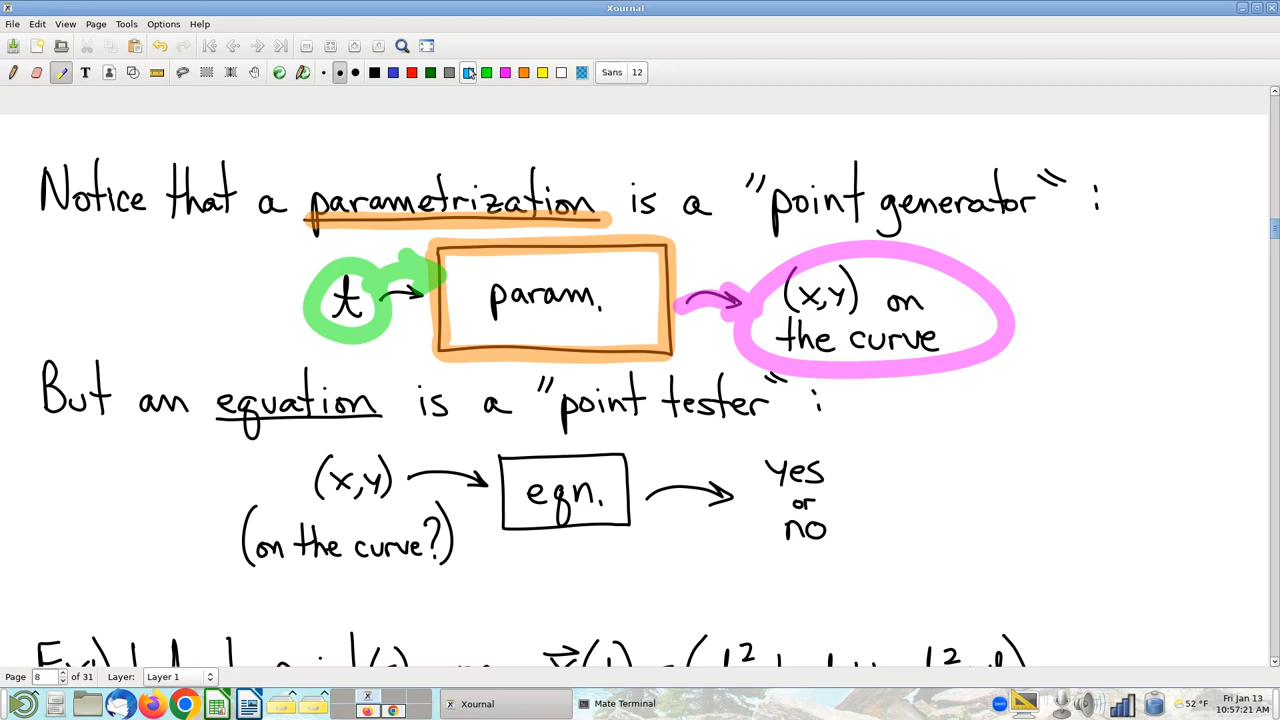 Xournal
File Edit View Page Tools Options Help
Sans 12
Notice that a parametrization is a "point generator" :
t → param. → (x,y) on
the curve
But an equation is a "point tester" :
(x,y) → eqn. → yes
or
(on the curve?) no
Page 8 of 31 Layer: Layer 1
Xournal Mate Terminal 52 °F Fri Jan 13
10:57:21 AM